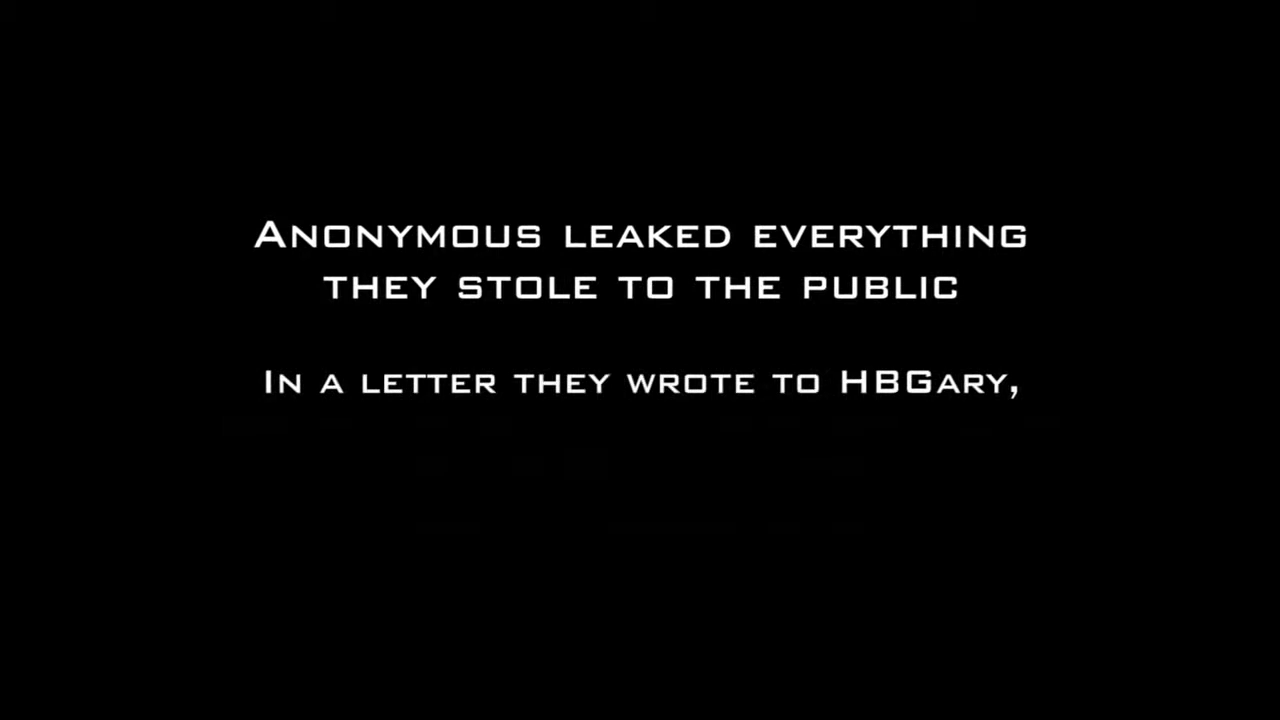 Anonymous leaked everything
they stole to the public
In a letter they wrote to HBGary,